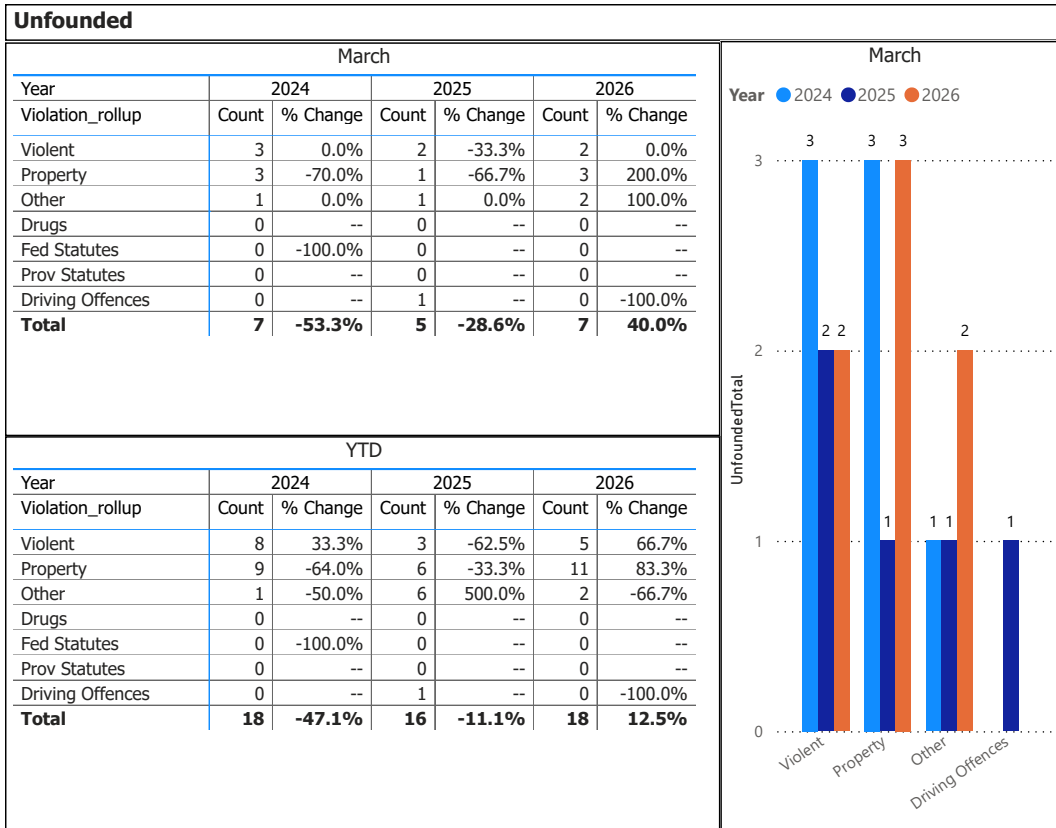 Unfounded
March
Year 2024 2025 2026
Violation_rollup Count % Change Count % Change Count % Change
Violent 3 0.0% 2 -33.3% 2 0.0%
Property 3 -70.0% 1 -66.7% 3 200.0%
Other 1 0.0% 1 0.0% 2 100.0%
Drugs 0 -- 0 -- 0 --
Fed Statutes 0 -100.0% 0 -- 0 --
Prov Statutes 0 -- 0 -- 0 --
Driving Offences 0 -- 1 -- 0 -100.0%
Total 7 -53.3% 5 -28.6% 7 40.0%
YTD
Year 2024 2025 2026
Violation_rollup Count % Change Count % Change Count % Change
Violent 8 33.3% 3 -62.5% 5 66.7%
Property 9 -64.0% 6 -33.3% 11 83.3%
Other 1 -50.0% 6 500.0% 2 -66.7%
Drugs 0 -- 0 -- 0 --
Fed Statutes 0 -100.0% 0 -- 0 --
Prov Statutes 0 -- 0 -- 0 --
Driving Offences 0 -- 1 -- 0 -100.0%
Total 18 -47.1% 16 -11.1% 18 12.5%
March
Year 2024 2025 2026
3 3 3
3
2 2 2
2
1 1 1 1
1
0
UnfoundedTotal
Violent Property Other Driving Offences